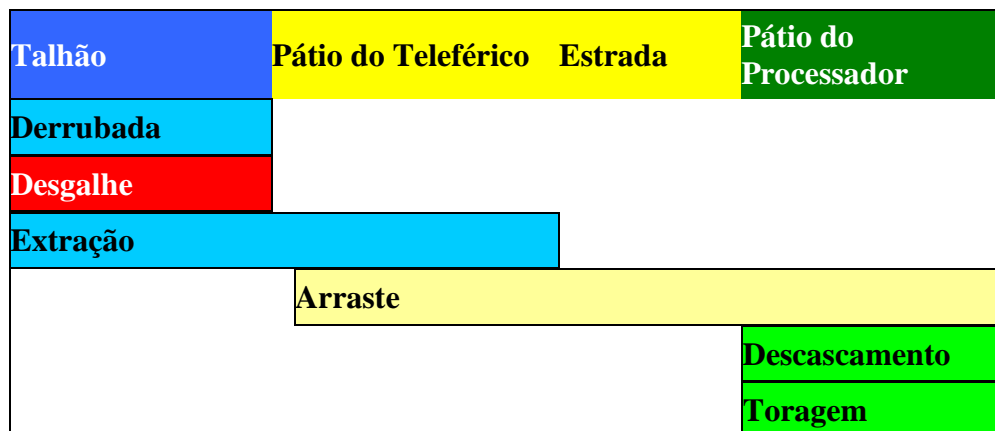 Talhão
Pátio do Teleférico
Estrada
Pátio do
Processador
Derrubada
Desgalhe
Extração
Arraste
Descascamento
Toragem